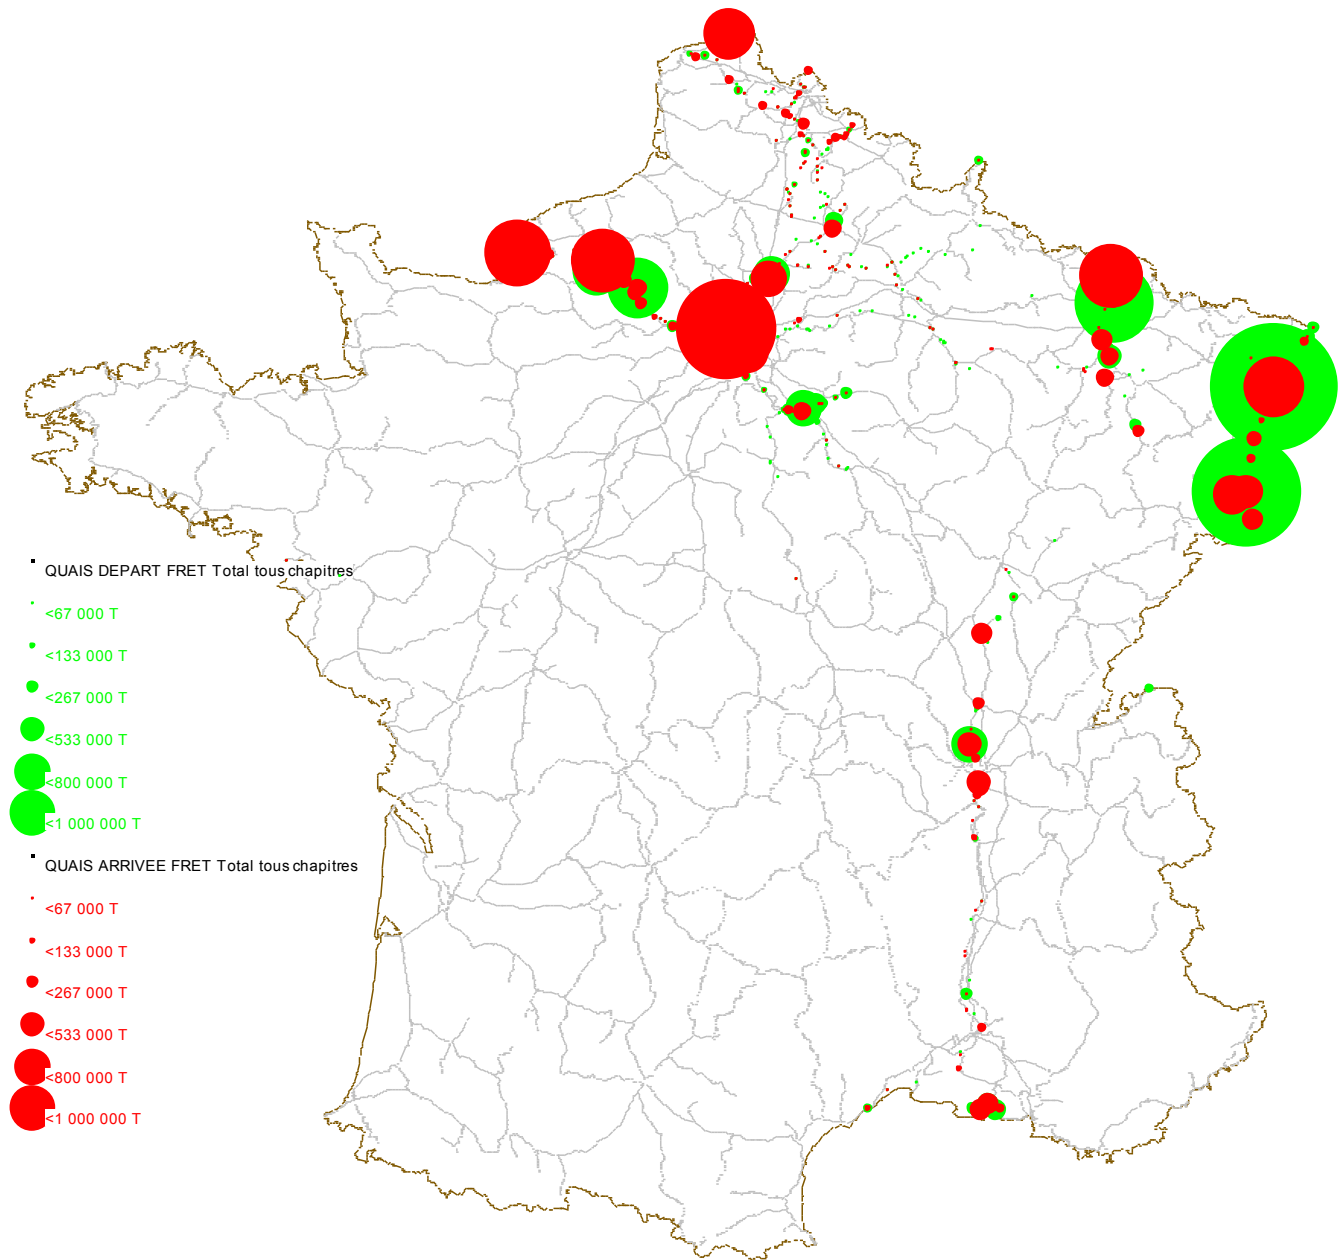 QUAIS DEPART FRET Total tous chapitres
<67 000 T
<133 000 T
<267 000 T
<533 000 T
<800 000 T
<1 000 000 T
QUAIS ARRIVEE FRET Total tous chapitres
<67 000 T
<133 000 T
<267 000 T
<533 000 T
<800 000 T
<1 000 000 T